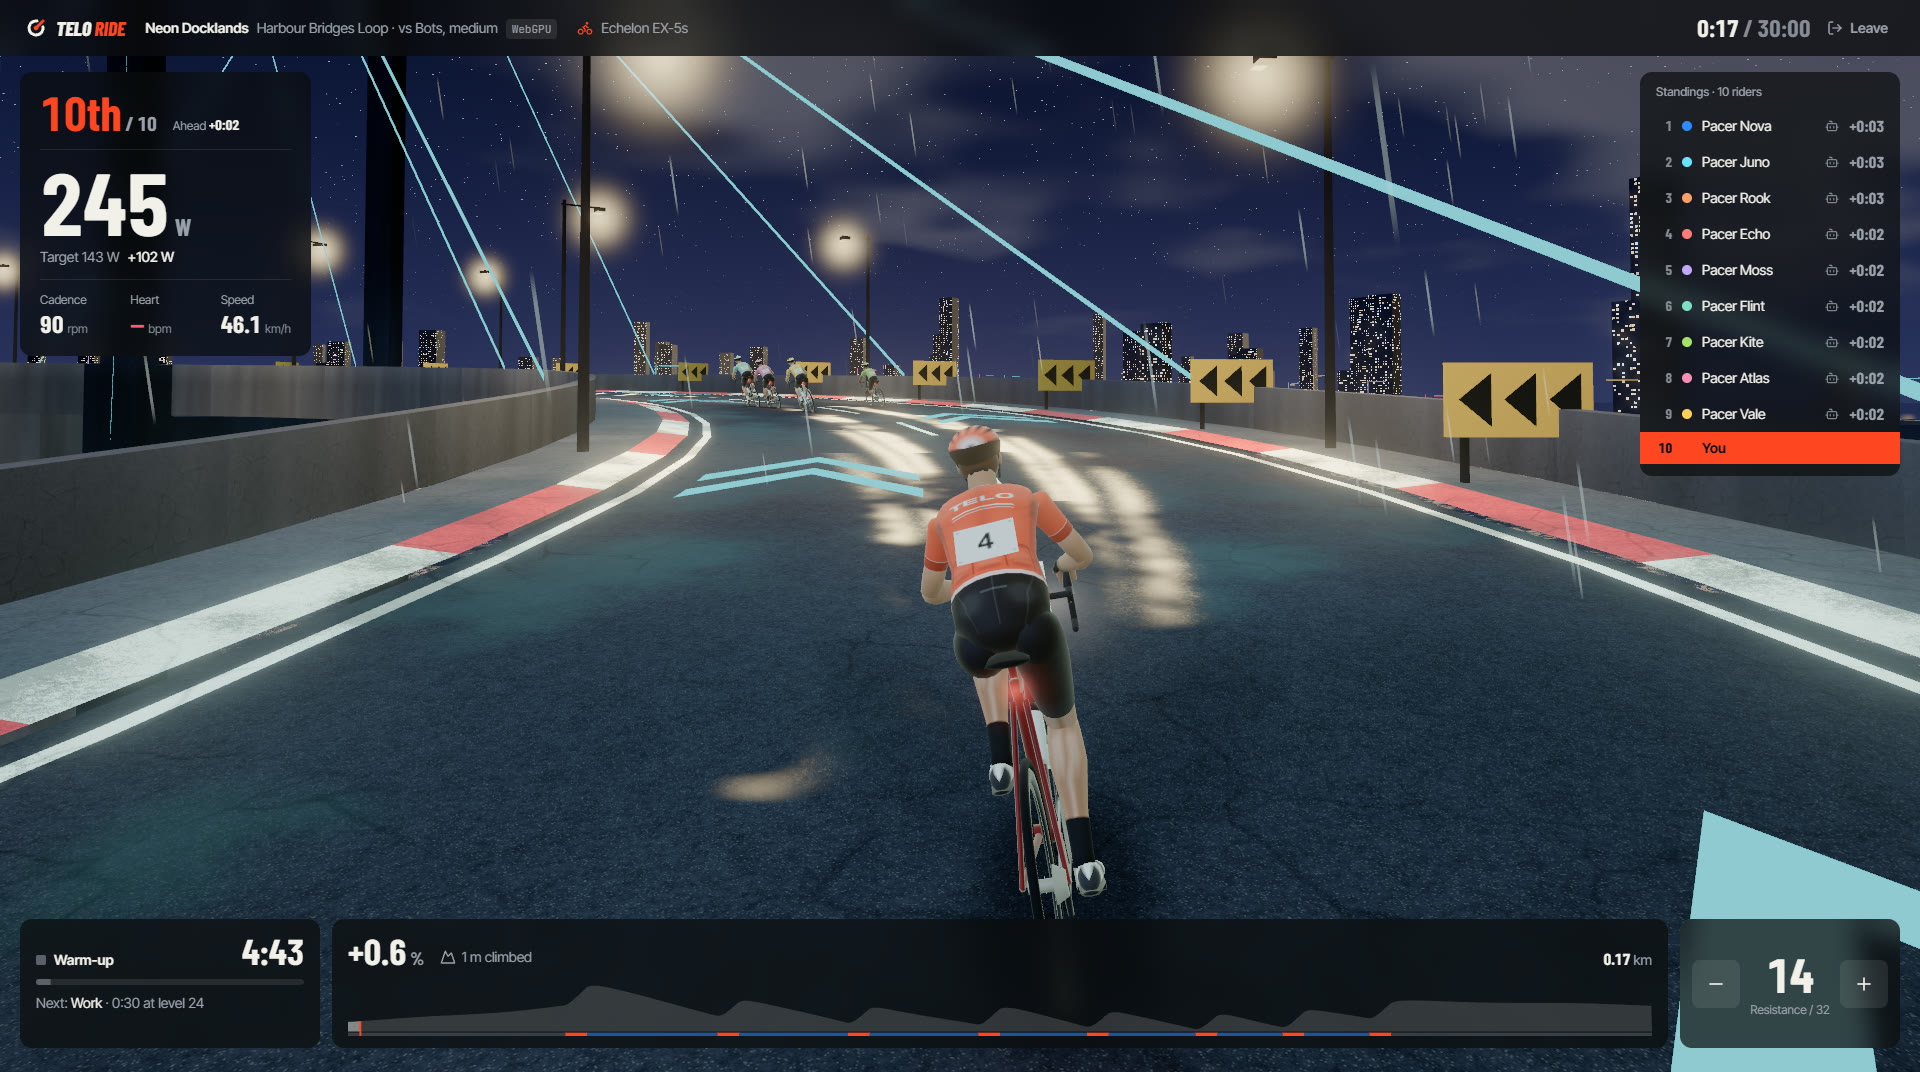 TELO RIDE Neon Docklands Harbour Bridges Loop · vs Bots, medium WebGPU Echelon EX-5s 0:17 / 30:00 Leave
10th / 10 Ahead +0:02
245 W
Target 143 W +102 W
Cadence Heart Speed
90 rpm — bpm 46.1 km/h
Standings · 10 riders
1 Pacer Nova +0:03
2 Pacer Juno +0:03
3 Pacer Rook +0:03
4 Pacer Echo +0:02
5 Pacer Moss +0:02
6 Pacer Flint +0:02
7 Pacer Kite +0:02
8 Pacer Atlas +0:02
9 Pacer Vale +0:02
10 You
TELO
4
Warm-up 4:43
Next: Work · 0:30 at level 24
+0.6 % 1 m climbed 0.17 km
− 14 +
Resistance / 32